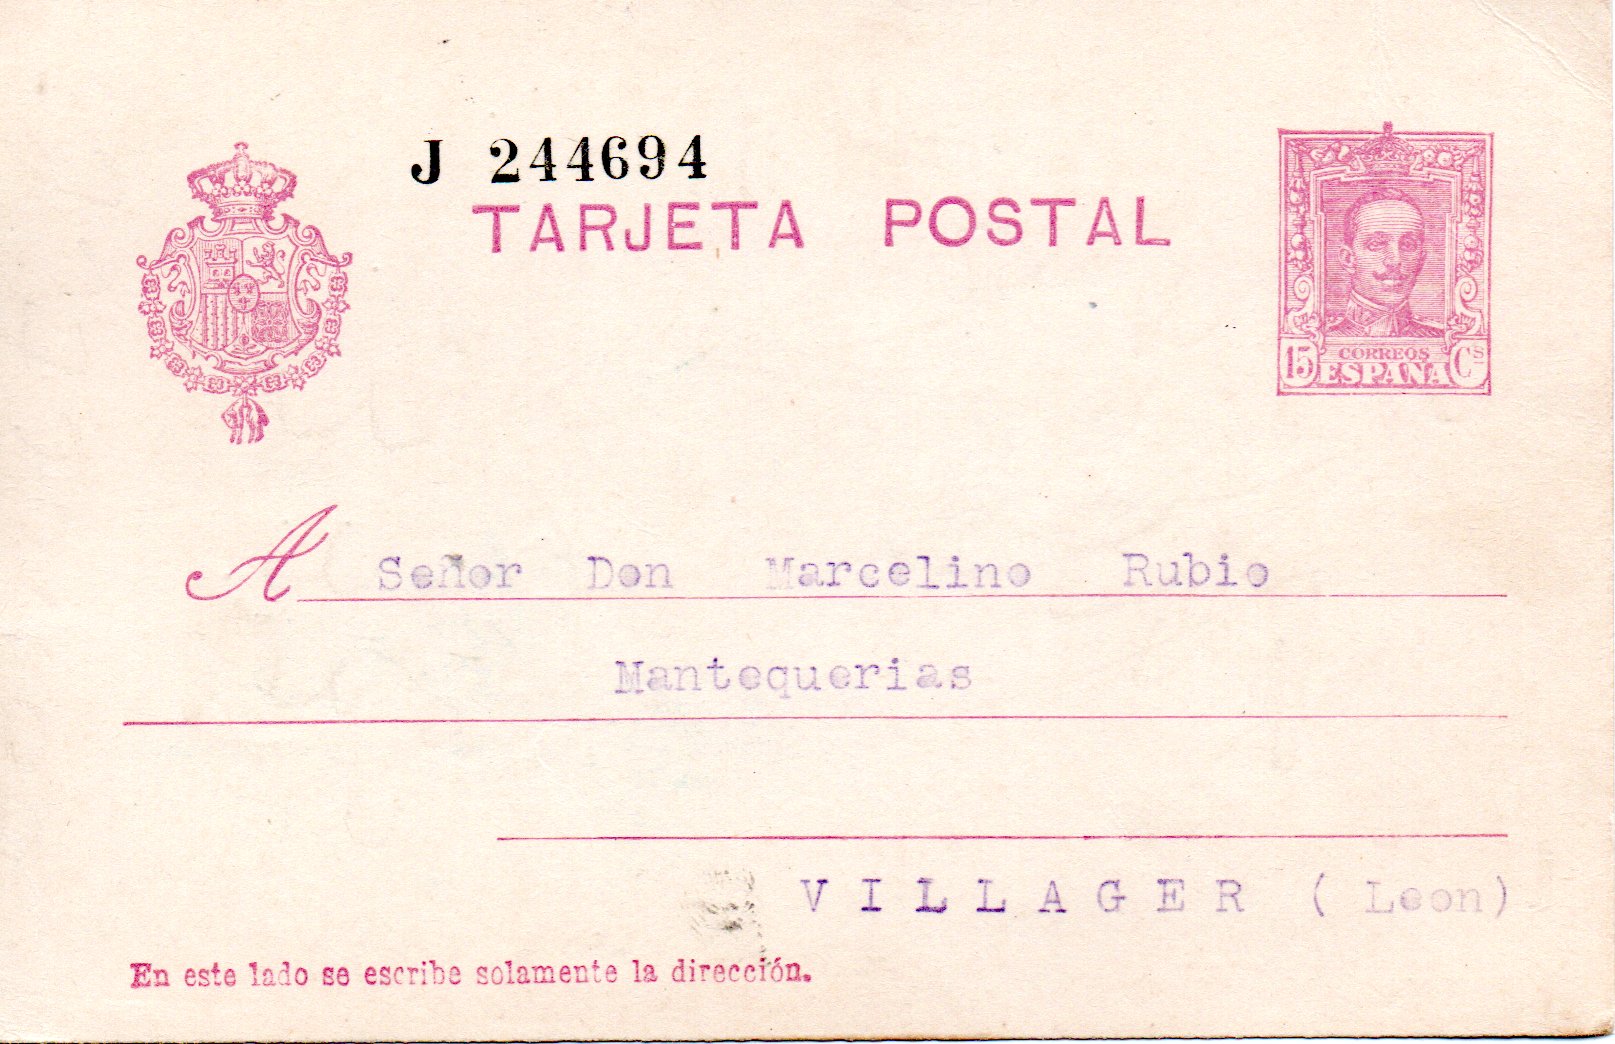 J 244694
TARJETA POSTAL
15 CORREOS Cs
ESPAÑA
A Señor Don Marcelino Rubio
Mantequerias
VILLAGER (Leon)
En este lado se escribe solamente la dirección.